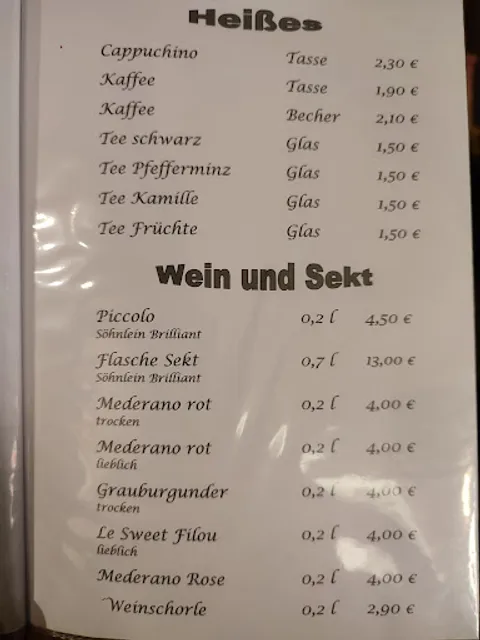 Heißes
Cappuchino Tasse 2,30 €
Kaffee Tasse 1,90 €
Kaffee Becher 2,10 €
Tee schwarz Glas 1,50 €
Tee Pfefferminz Glas 1,50 €
Tee Kamille Glas 1,50 €
Tee Früchte Glas 1,50 €
Wein und Sekt
Piccolo 0,2 l 4,50 €
Söhnlein Brilliant
Flasche Sekt 0,7 l 13,00 €
Söhnlein Brilliant
Mederano rot 0,2 l 4,00 €
trocken
Mederano rot 0,2 l 4,00 €
lieblich
Grauburgunder 0,2 l 4,00 €
trocken
Le Sweet Filou 0,2 l 4,00 €
lieblich
Mederano Rose 0,2 l 4,00 €
Weinschorle 0,2 l 2,90 €